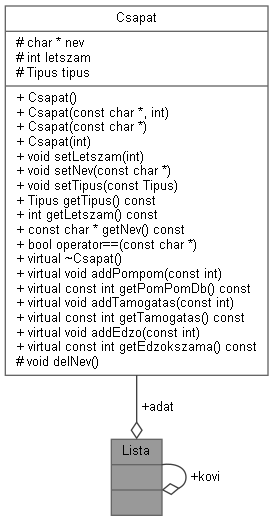 Csapat
# char * nev
# int letszam
# Tipus tipus
+ Csapat()
+ Csapat(const char *, int)
+ Csapat(const char *)
+ Csapat(int)
+ void setLetszam(int)
+ void setNev(const char *)
+ void setTipus(const Tipus)
+ Tipus getTipus() const
+ int getLetszam() const
+ const char * getNev() const
+ bool operator==(const char *)
+ virtual ~Csapat()
+ virtual void addPompom(const int)
+ virtual const int getPomPomDb() const
+ virtual void addTamogatas(const int)
+ virtual const int getTamogatas() const
+ virtual void addEdzo(const int)
+ virtual const int getEdzokszama() const
# void delNev()
+adat
Lista
+kovi